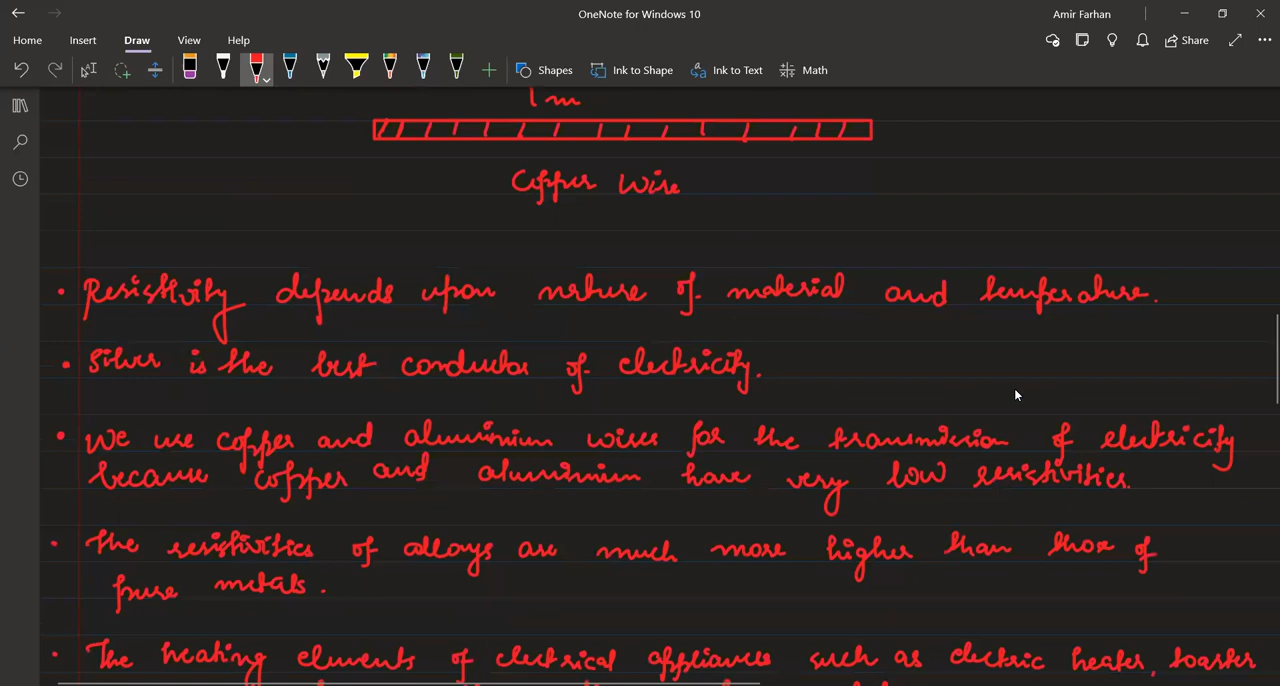 OneNote for Windows 10
Amir Farhan
Home Insert Draw View Help
Share
Shapes Ink to Shape Ink to Text Math
1 m
Copper Wire
• Resistivity depends upon nature of material and temperature.
• Silver is the best conductor of electricity.
• We use copper and aluminium wires for the transmission of electricity
because copper and aluminium have very low resistivities.
• The resistivities of alloys are much more higher than those of
pure metals.
• The heating elements of electrical appliances such as electric heater, toaster